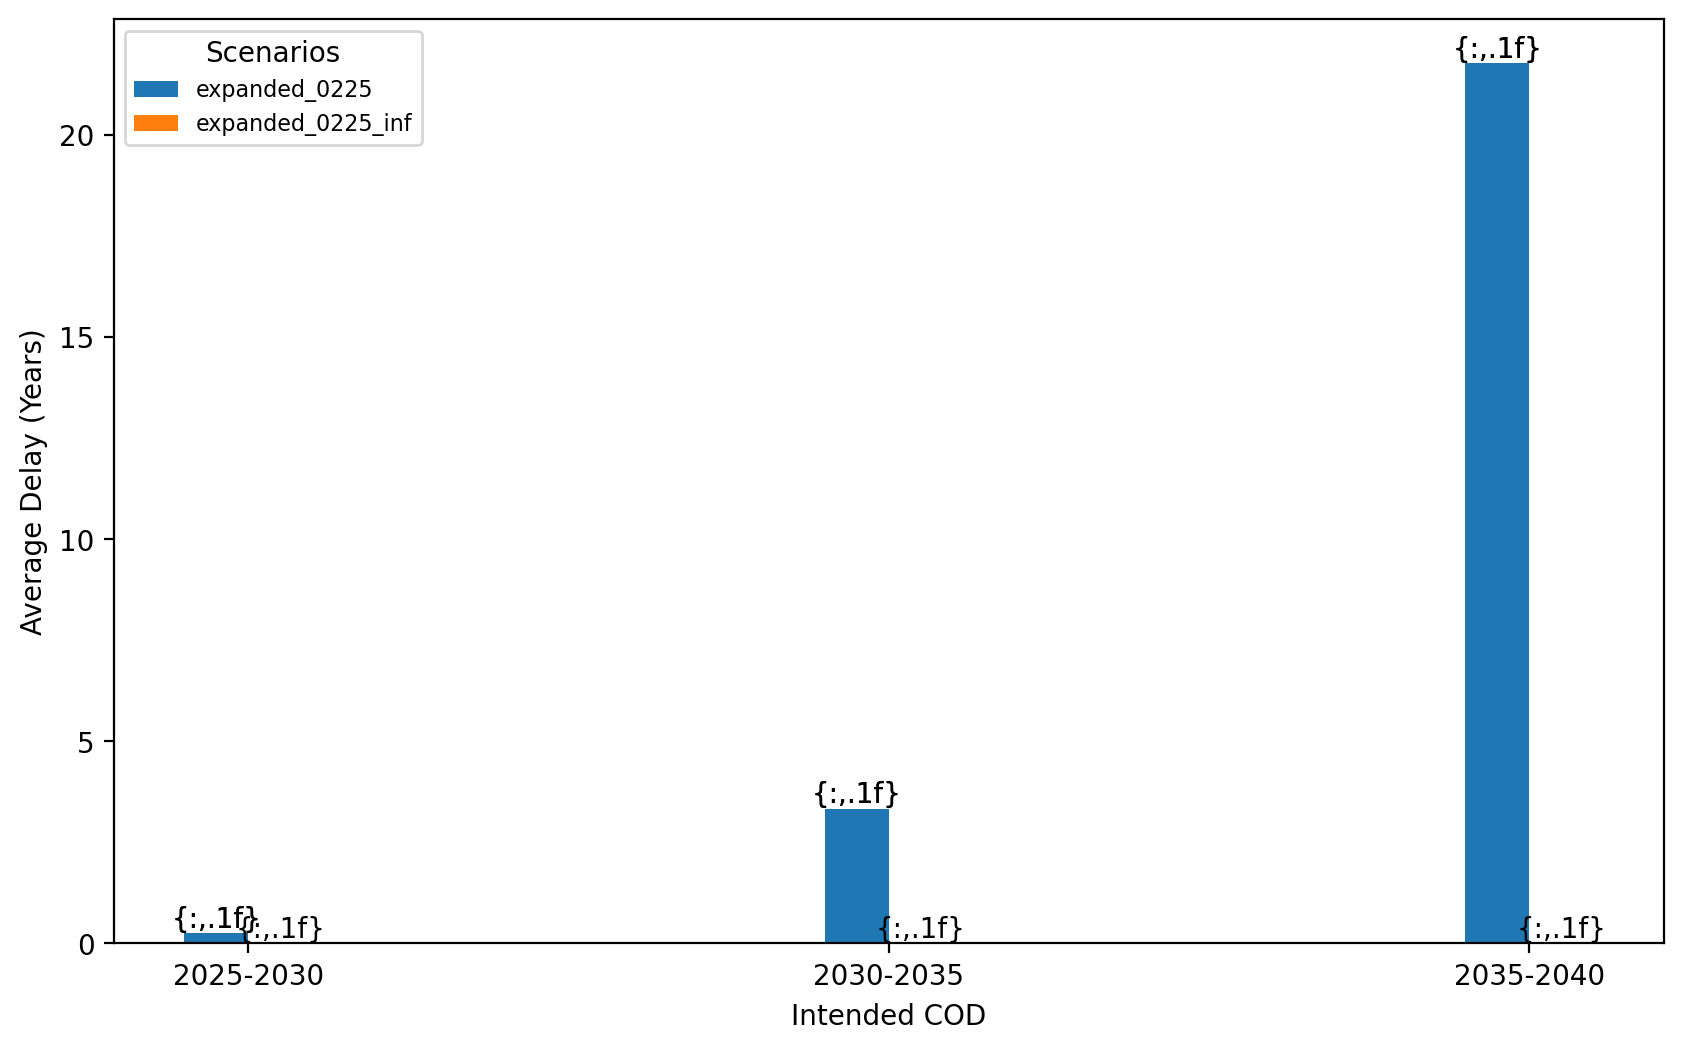 Scenarios
expanded_0225
expanded_0225_inf
{:,.1f}
20
15
10
5
0
Average Delay (Years)
{:,.1f}
{:,.1f}
{:,.1f}
{:,.1f}
{:,.1f}
2025-2030
2030-2035
2035-2040
Intended COD